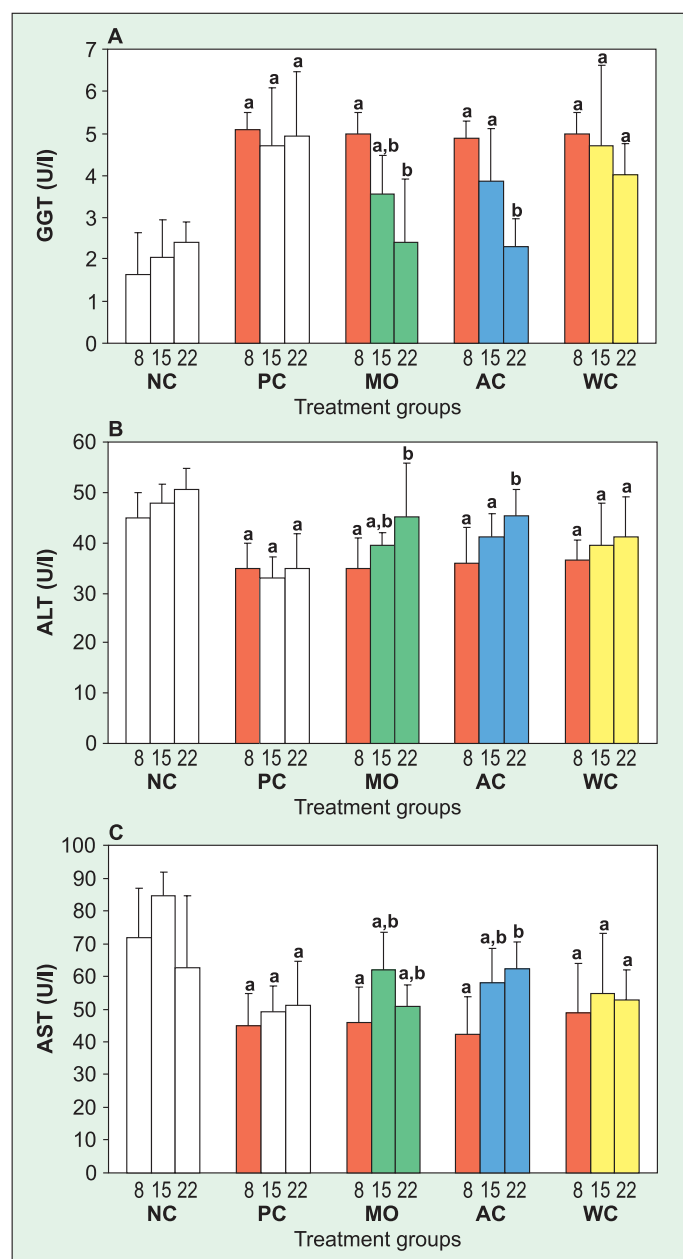 A
7
6
5
4
3
2
1
0
GGT (U/l)
a a a a a,b b a a b a a a
8 15 22 8 15 22 8 15 22 8 15 22 8 15 22
NC PC MO AC WC
Treatment groups
B
60
50
40
30
20
10
0
ALT (U/l)
a a a a a,b b a a b a a a
8 15 22 8 15 22 8 15 22 8 15 22 8 15 22
NC PC MO AC WC
Treatment groups
C
100
90
80
70
60
50
40
30
20
10
0
AST (U/l)
a a a a a,b a,b a a,b b a a a
8 15 22 8 15 22 8 15 22 8 15 22 8 15 22
NC PC MO AC WC
Treatment groups